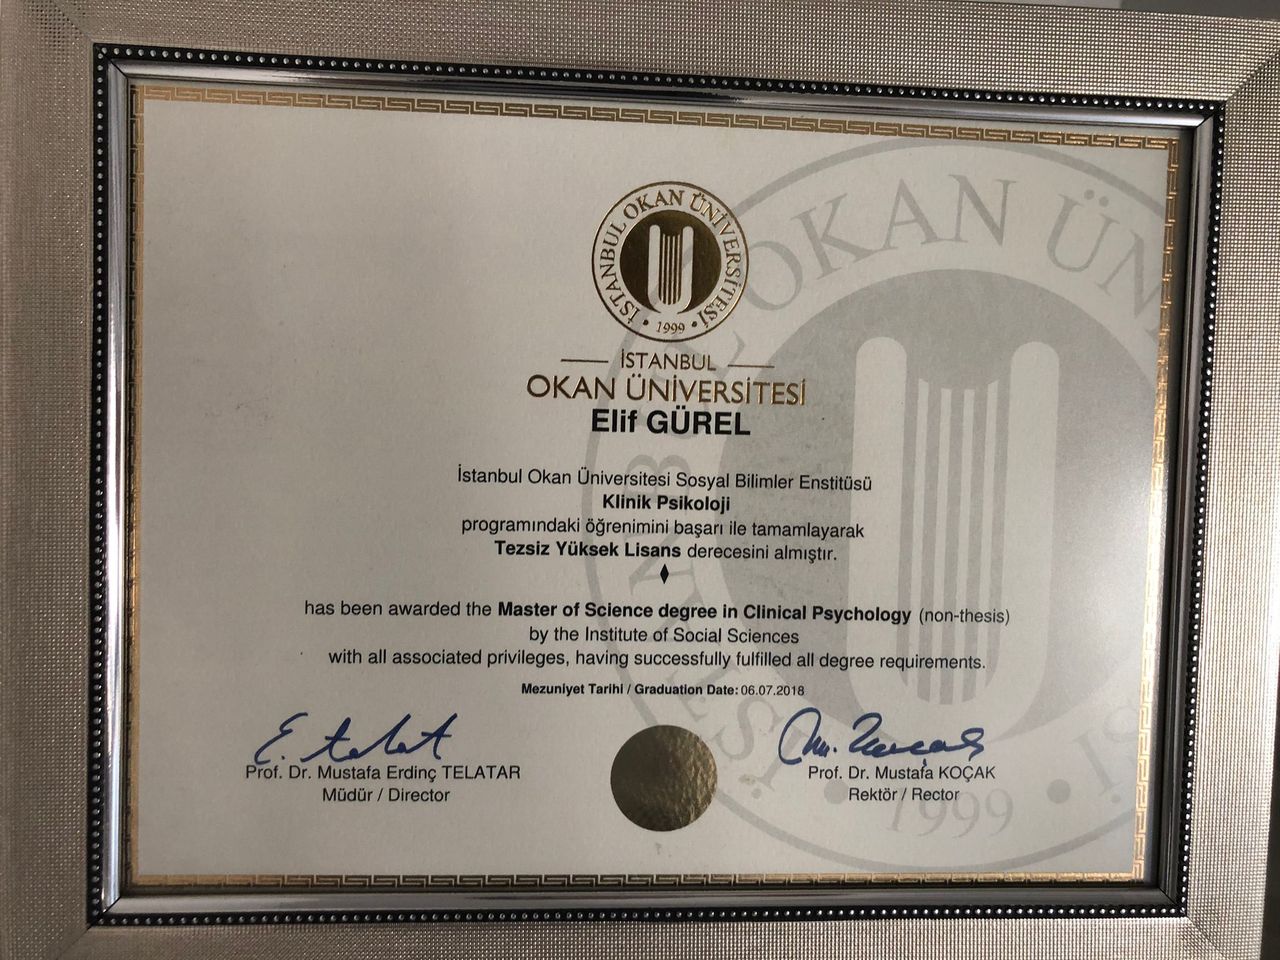 İSTANBUL OKAN ÜNİVERSİTESİ
• 1999 •
İSTANBUL
OKAN ÜNİVERSİTESİ
Elif GÜREL
İstanbul Okan Üniversitesi Sosyal Bilimler Enstitüsü
Klinik Psikoloji
programındaki öğrenimini başarı ile tamamlayarak
Tezsiz Yüksek Lisans derecesini almıştır.
has been awarded the Master of Science degree in Clinical Psychology (non-thesis)
by the Institute of Social Sciences
with all associated privileges, having successfully fulfilled all degree requirements.
Mezuniyet Tarihi / Graduation Date: 06.07.2018
E. Telatar
Prof. Dr. Mustafa Erdinç TELATAR
Müdür / Director
Prof. Dr. Mustafa KOÇAK
Rektör / Rector
OKAN ÜN
1999